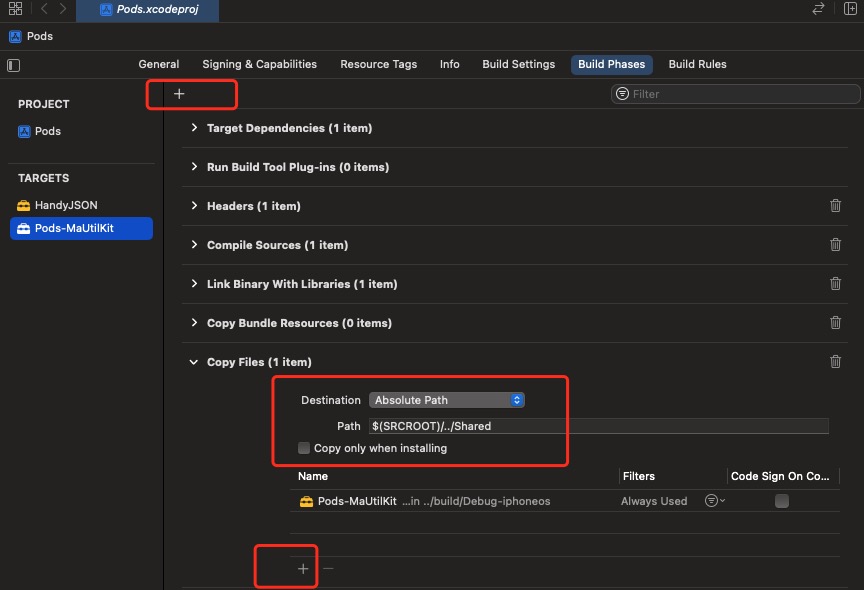 Pods.xcodeproj
Pods
General Signing & Capabilities Resource Tags Info Build Settings Build Phases Build Rules
+ Filter
PROJECT
Pods
TARGETS
HandyJSON
Pods-MaUtilKit
Target Dependencies (1 item)
Run Build Tool Plug-ins (0 items)
Headers (1 item)
Compile Sources (1 item)
Link Binary With Libraries (1 item)
Copy Bundle Resources (0 items)
Copy Files (1 item)
Destination Absolute Path
Path $(SRCROOT)/../Shared
Copy only when installing
Name Filters Code Sign On Co...
Pods-MaUtilKit ...in ../build/Debug-iphoneos Always Used
+ −